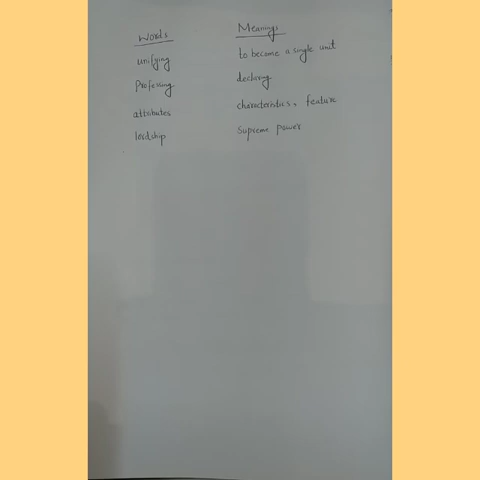 Words Meanings
unifying to become a single unit
Professing declaring
attributes characteristics, feature
lordship Supreme power